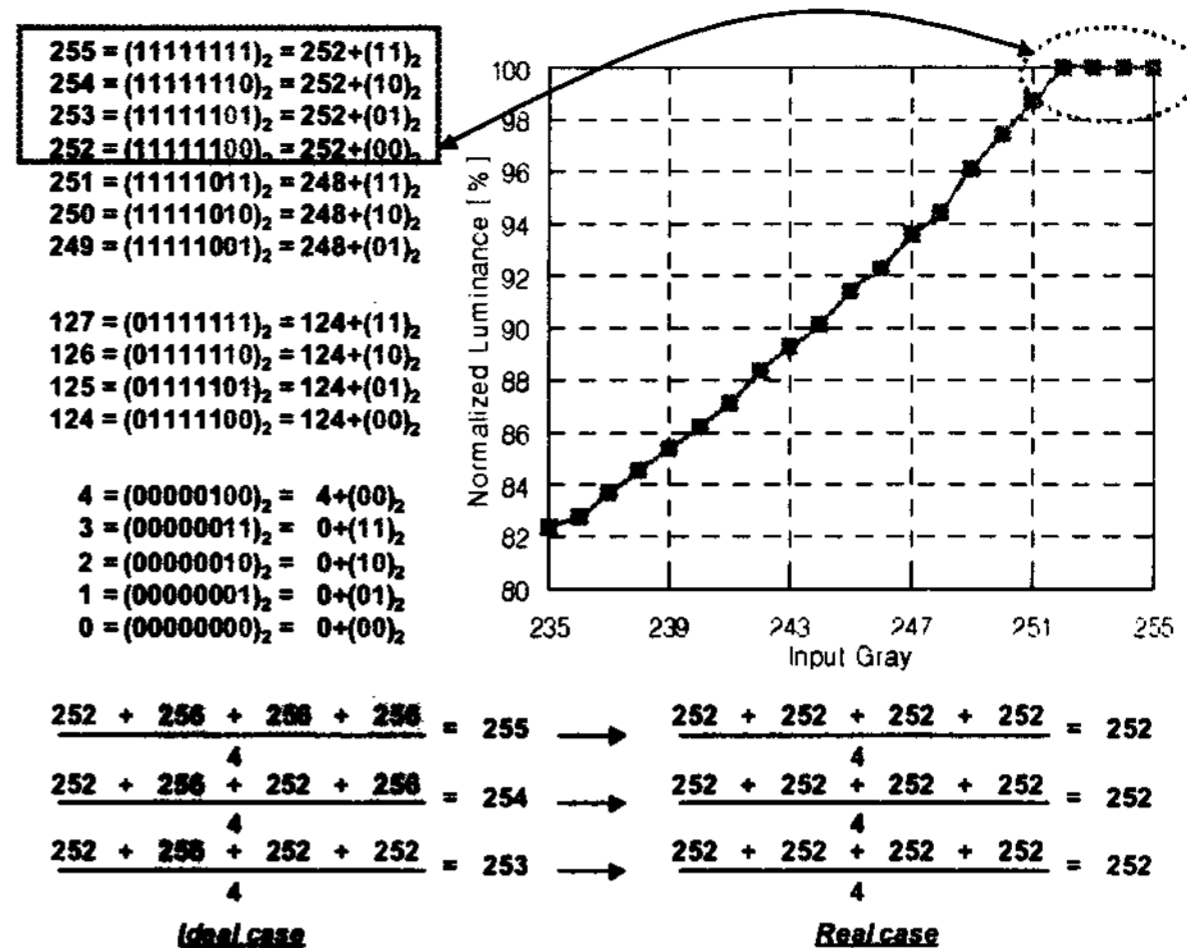 255 = (11111111)₂ = 252+(11)₂
254 = (11111110)₂ = 252+(10)₂
253 = (11111101)₂ = 252+(01)₂
252 = (11111100)₂ = 252+(00)₂
251 = (11111011)₂ = 248+(11)₂
250 = (11111010)₂ = 248+(10)₂
249 = (11111001)₂ = 248+(01)₂
127 = (01111111)₂ = 124+(11)₂
126 = (01111110)₂ = 124+(10)₂
125 = (01111101)₂ = 124+(01)₂
124 = (01111100)₂ = 124+(00)₂
4 = (00000100)₂ = 4+(00)₂
3 = (00000011)₂ = 0+(11)₂
2 = (00000010)₂ = 0+(10)₂
1 = (00000001)₂ = 0+(01)₂
0 = (00000000)₂ = 0+(00)₂
Normalized Luminance [%]
100
98
96
94
92
90
88
86
84
82
80
235 239 243 247 251 255
Input Gray
252 + 256 + 256 + 256 = 255 252 + 252 + 252 + 252 = 252
4 4
252 + 256 + 252 + 256 = 254 252 + 252 + 252 + 252 = 252
4 4
252 + 256 + 252 + 252 = 253 252 + 252 + 252 + 252 = 252
4 4
Ideal case Real case